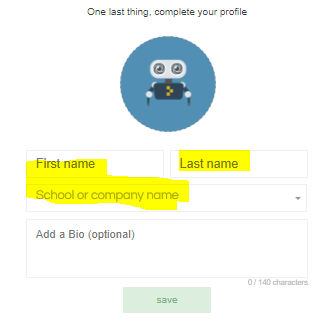 One last thing, complete your profile
First name Last name
School or company name
Add a Bio (optional)
0 / 140 characters
save